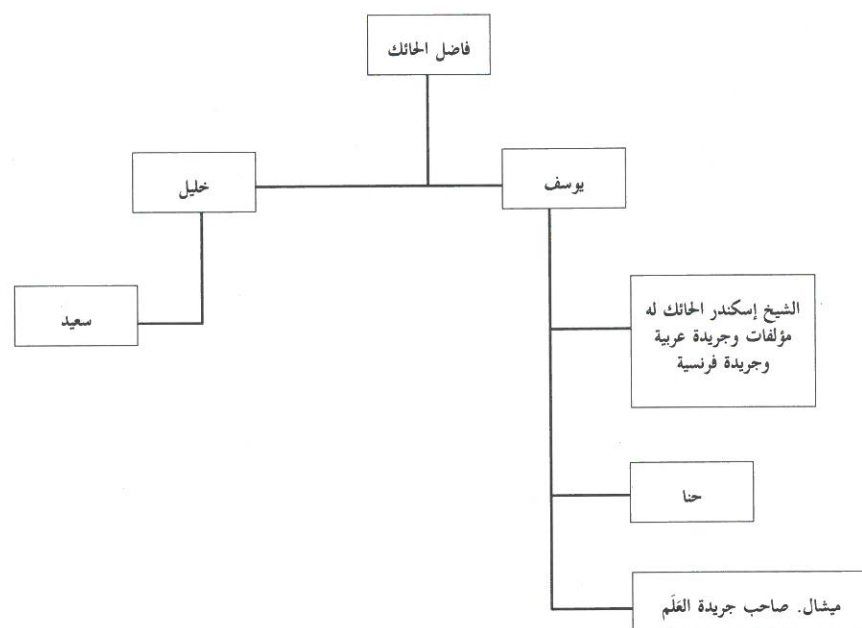 فاضل الحائك
يوسف
خليل
الشيخ إسكندر الحائك له
مؤلفات وجريدة عربية
وجريدة فرنسية
سعيد
حنا
ميشال. صاحب جريدة العَلَم